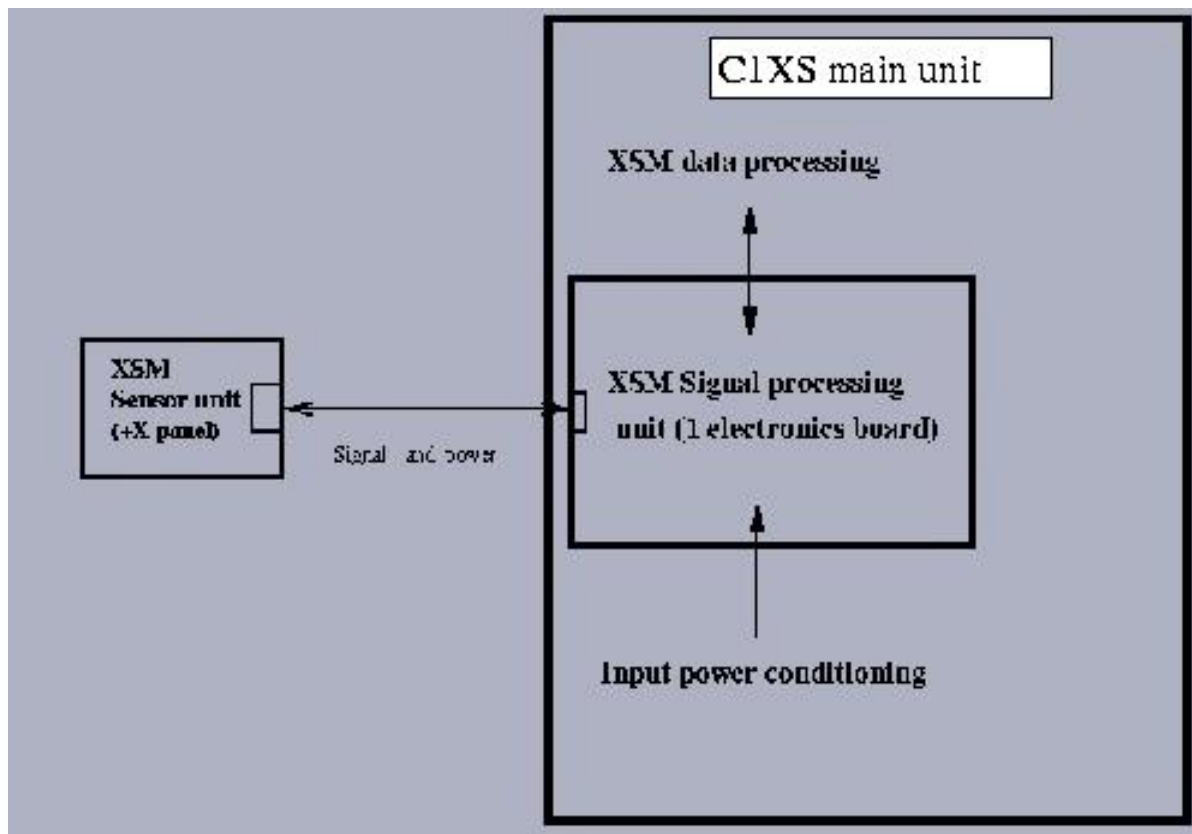 C1XS main unit
XSM data processing
XSM
Sensor unit
(+X panel)
XSM Signal processing
unit (1 electronics board)
Signal and power
Input power conditioning